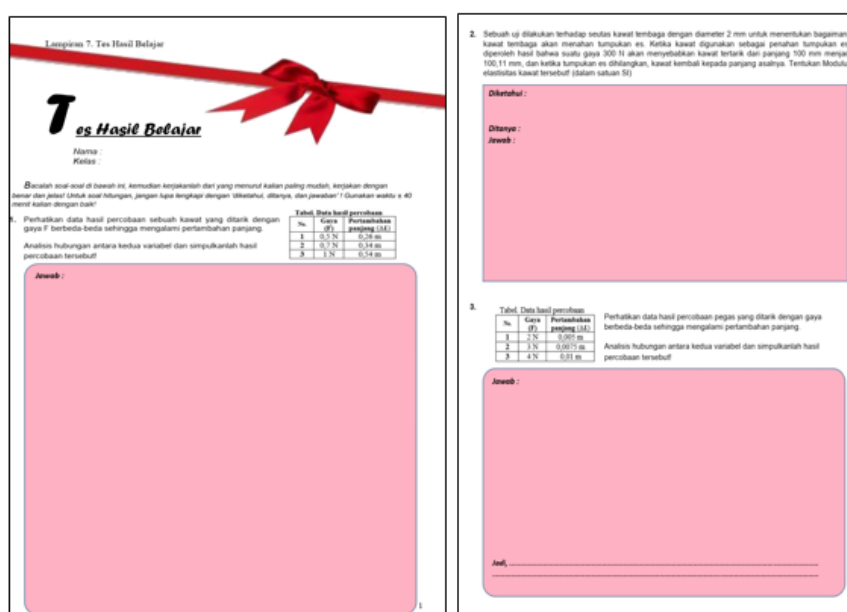 Lampiran 7. Tes Hasil Belajar
Tes Hasil Belajar
Nama :
Kelas :
Bacalah soal-soal di bawah ini, kemudian kerjakanlah dari yang menurut kalian paling mudah, kerjakan dengan
benar dan jelas! Untuk soal hitungan, jangan lupa lengkapi dengan 'diketahui, ditanya, dan jawaban' ! Gunakan waktu ± 40
menit kalian dengan baik!
1. Perhatikan data hasil percobaan sebuah kawat yang ditarik dengan
gaya F berbeda-beda sehingga mengalami pertambahan panjang.
Analisis hubungan antara kedua variabel dan simpulkanlah hasil
percobaan tersebut!
Tabel. Data hasil percobaan
No. Gaya (F) Pertambahan panjang (Δℓ)
1 0,5 N 0,26 m
2 0,7 N 0,34 m
3 1 N 0,54 m
Jawab :
1
2. Sebuah uji dilakukan terhadap seutas kawat tembaga dengan diameter 2 mm untuk menentukan bagaiman
kawat tembaga akan menahan tumpukan es. Ketika kawat digunakan sebagai penahan tumpukan es
diperoleh hasil bahwa suatu gaya 300 N akan menyebabkan kawat tertarik dari panjang 100 mm menja
100,11 mm, dan ketika tumpukan es dihilangkan, kawat kembali kepada panjang asalnya. Tentukan Modulu
elastisitas kawat tersebut! (dalam satuan SI)
Diketahui :
Ditanya :
Jawab :
3.
Tabel. Data hasil percobaan
No. Gaya (F) Pertambahan panjang (Δℓ)
1 2 N 0,005 m
2 3 N 0,0075 m
3 4 N 0,01 m
Perhatikan data hasil percobaan pegas yang ditarik dengan gaya
berbeda-beda sehingga mengalami pertambahan panjang.
Analisis hubungan antara kedua variabel dan simpulkanlah hasil
percobaan tersebut!
Jawab :
Jadi,